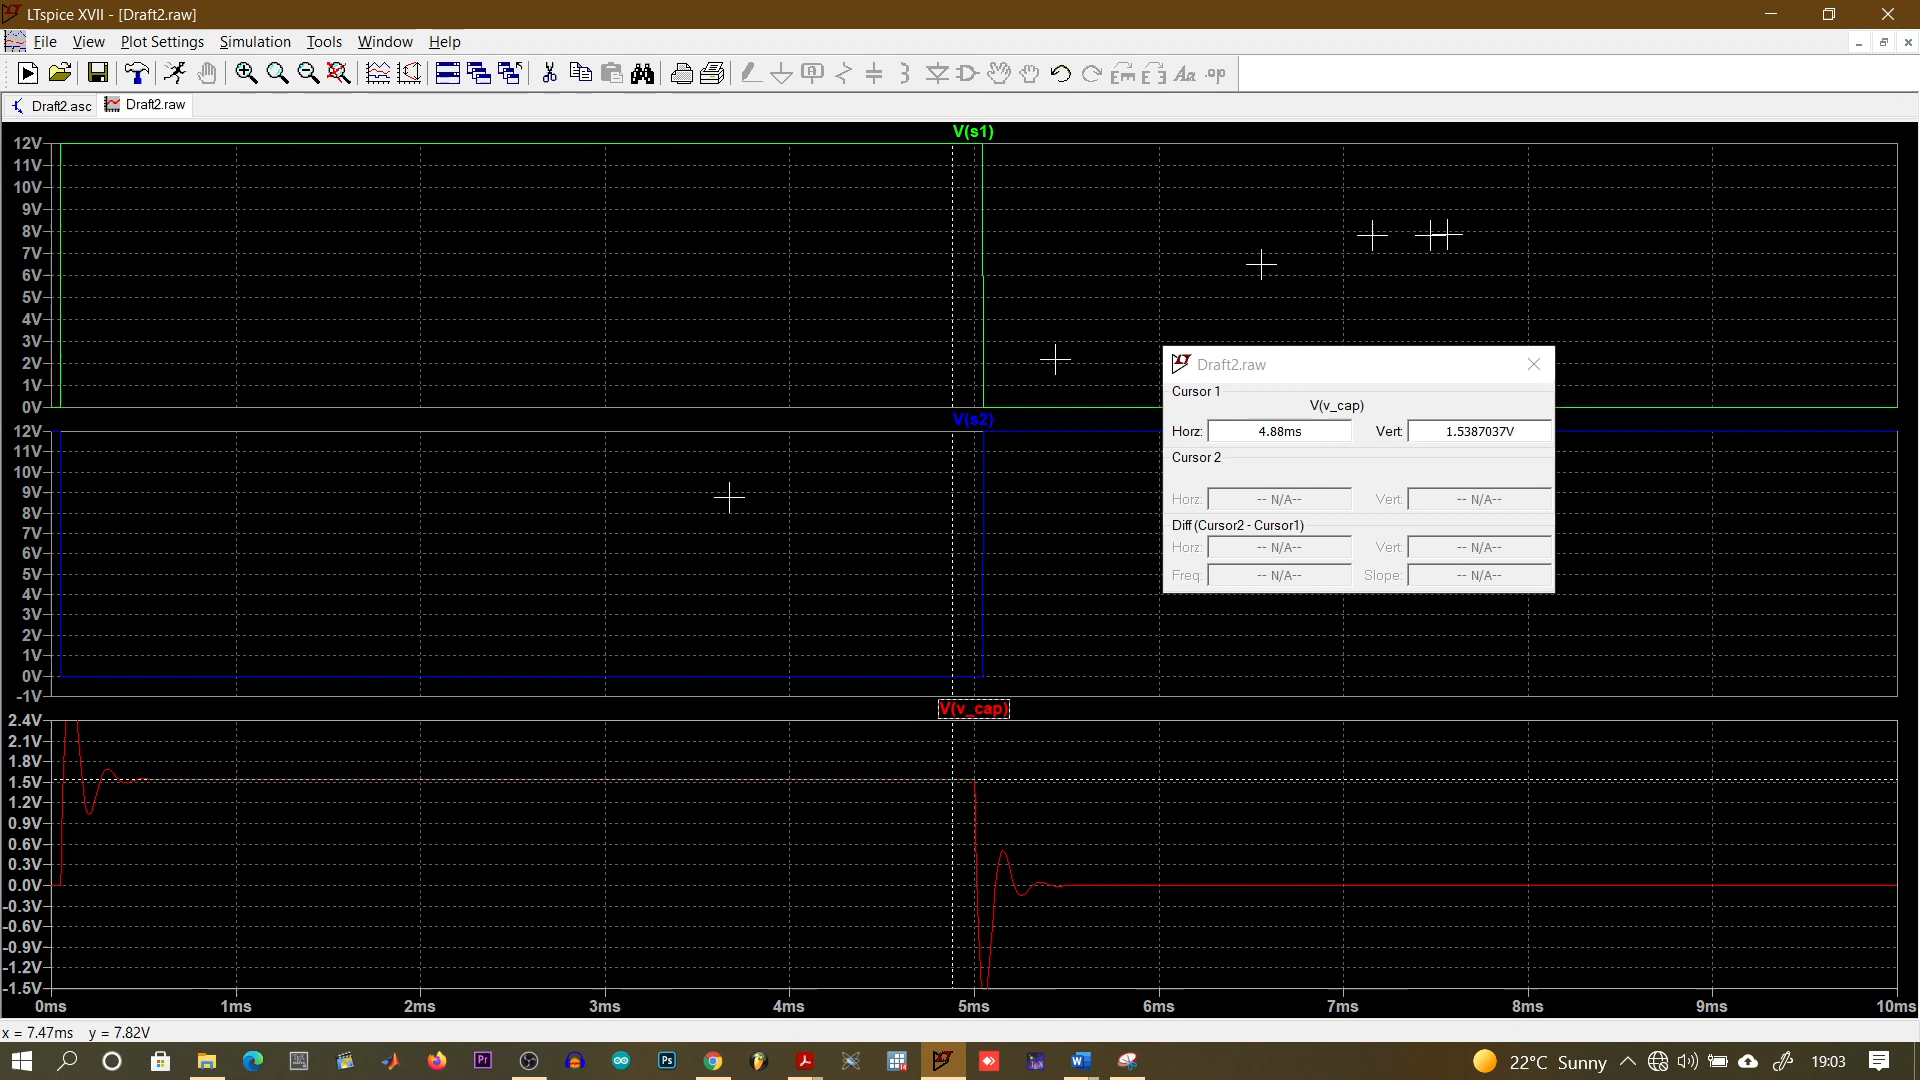 LTspice XVII - [Draft2.raw]
File View Plot Settings Simulation Tools Window Help
Draft2.asc Draft2.raw
V(s1)
12V
11V
10V
9V
8V
7V
6V
5V
4V
3V
2V
1V
0V
V(s2)
12V
11V
10V
9V
8V
7V
6V
5V
4V
3V
2V
1V
0V
-1V
V(v_cap)
2.4V
2.1V
1.8V
1.5V
1.2V
0.9V
0.6V
0.3V
0.0V
-0.3V
-0.6V
-0.9V
-1.2V
-1.5V
0ms 1ms 2ms 3ms 4ms 5ms 6ms 7ms 8ms 9ms 10ms
Draft2.raw
Cursor 1
V(v_cap)
Horz: 4.88ms Vert: 1.5387037V
Cursor 2
Horz: -- N/A-- Vert: -- N/A--
Diff (Cursor2 - Cursor1)
Horz: -- N/A-- Vert: -- N/A--
Freq: -- N/A-- Slope: -- N/A--
x = 7.47ms y = 7.82V
22°C Sunny 19:03